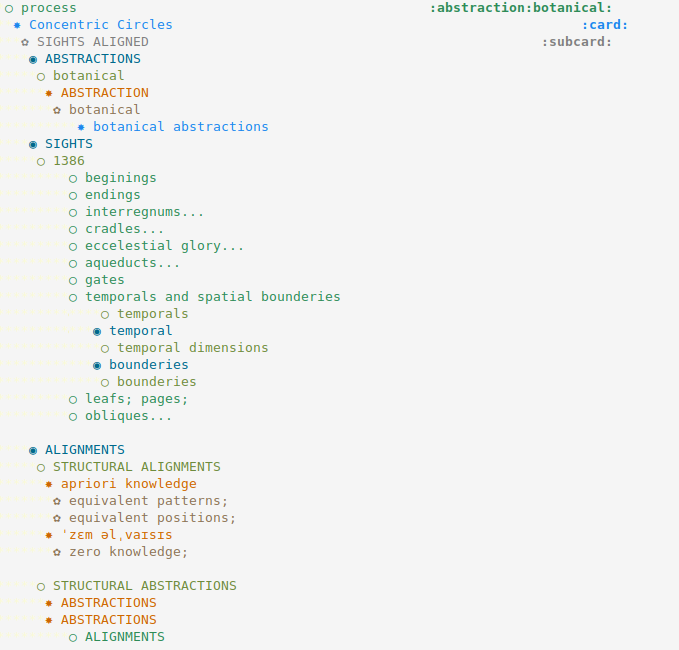 ○ process :abstraction:botanical:
✸ Concentric Circles :card:
✿ SIGHTS ALIGNED :subcard:
◉ ABSTRACTIONS
○ botanical
✸ ABSTRACTION
✿ botanical
✸ botanical abstractions
◉ SIGHTS
○ 1386
○ beginings
○ endings
○ interregnums...
○ cradles...
○ eccelestial glory...
○ aqueducts...
○ gates
○ temporals and spatial bounderies
○ temporals
◉ temporal
○ temporal dimensions
◉ bounderies
○ bounderies
○ leafs; pages;
○ obliques...
◉ ALIGNMENTS
○ STRUCTURAL ALIGNMENTS
✸ apriori knowledge
✿ equivalent patterns;
✿ equivalent positions;
✸ ˈzɛm əlˌvaɪsɪs
✿ zero knowledge;
○ STRUCTURAL ABSTRACTIONS
✸ ABSTRACTIONS
✸ ABSTRACTIONS
○ ALIGNMENTS